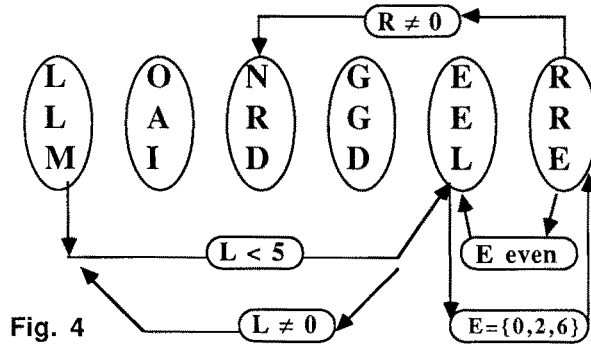 R ≠ 0
L O N G E R
L A R G E R
M I D D L E
L < 5
E even
L ≠ 0
E={0,2,6}
Fig. 4